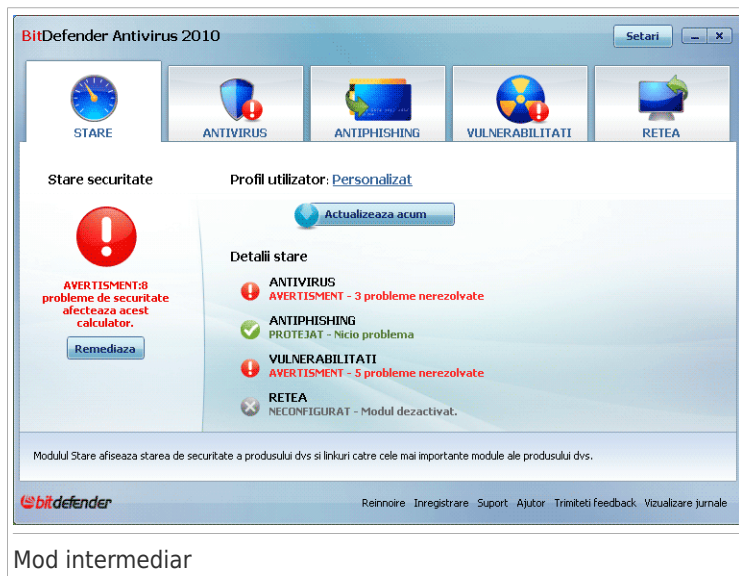 BitDefender Antivirus 2010
Setari
STARE
ANTIVIRUS
ANTIPHISHING
VULNERABILITATI
RETEA
Stare securitate
Profil utilizator: Personalizat
Actualizeaza acum
AVERTISMENT:8
probleme de securitate
afecteaza acest
calculator.
Remediaza
Detalii stare
ANTIVIRUS
AVERTISMENT - 3 probleme nerezolvate
ANTIPHISHING
PROTEJAT - Nicio problema
VULNERABILITATI
AVERTISMENT - 5 probleme nerezolvate
RETEA
NECONFIGURAT - Modul dezactivat.
Modulul Stare afiseaza starea de securitate a produsului dvs si linkuri catre cele mai importante module ale produsului dvs.
bitdefender
Reinnoire Inregistrare Suport Ajutor Trimiteti feedback Vizualizare jurnale
Mod intermediar